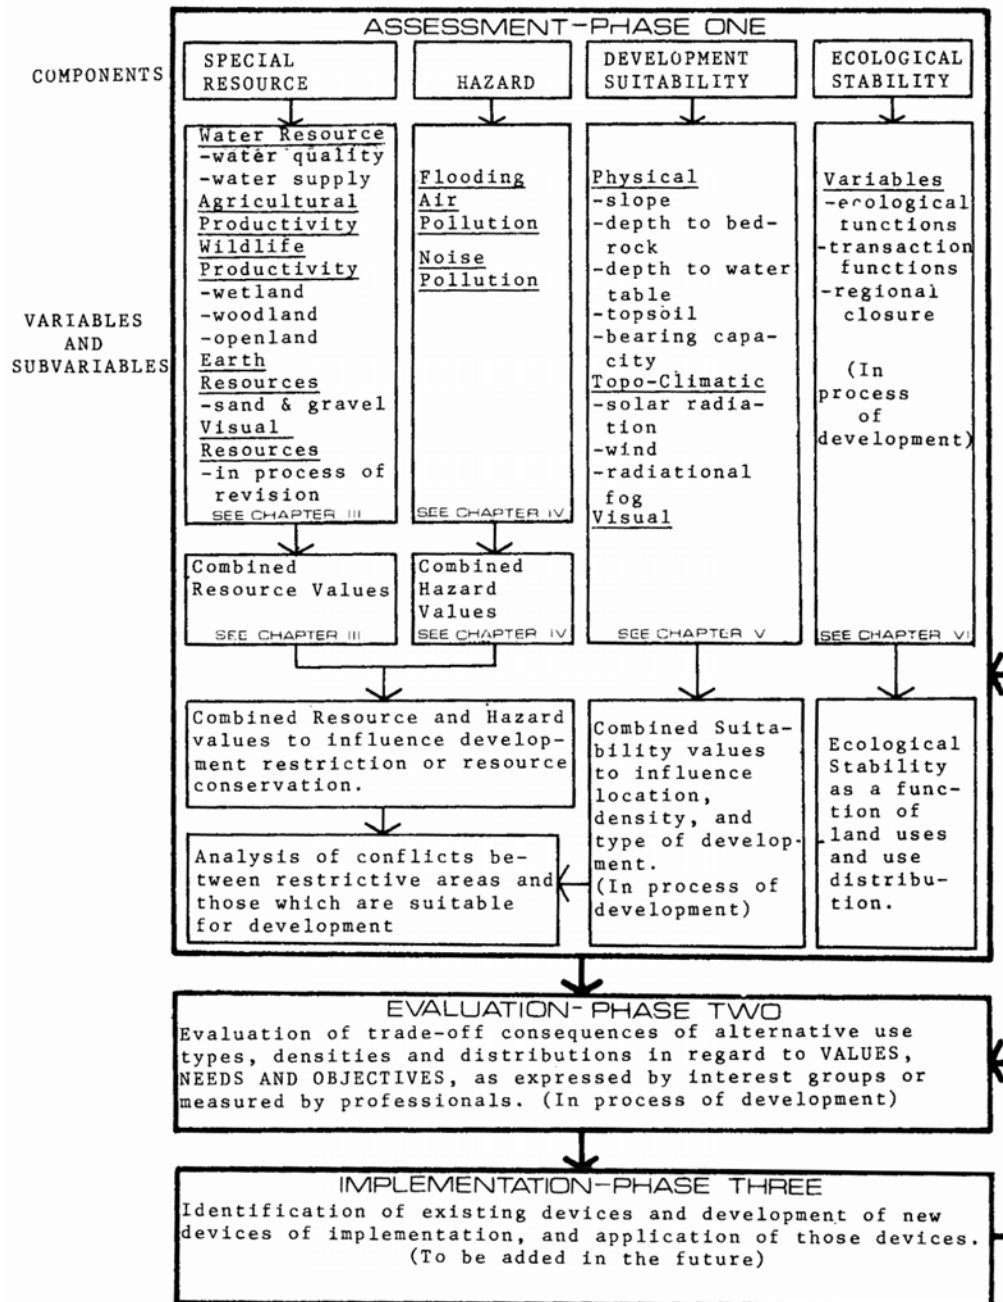 ASSESSMENT-PHASE ONE
COMPONENTS
SPECIAL
RESOURCE
HAZARD
DEVELOPMENT
SUITABILITY
ECOLOGICAL
STABILITY
VARIABLES
AND
SUBVARIABLES
Water Resource
-water quality
-water supply
Agricultural
Productivity
Wildlife
Productivity
-wetland
-woodland
-openland
Earth
Resources
-sand & gravel
Visual
Resources
-in process of
revision
SEE CHAPTER III
Flooding
Air
Pollution
Noise
Pollution
SEE CHAPTER IV
Physical
-slope
-depth to bed-
rock
-depth to water
table
-topsoil
-bearing capa-
city
Topo-Climatic
-solar radia-
tion
-wind
-radiational
fog
Visual
SEE CHAPTER V
Variables
-ecological
functions
-transaction
functions
-regional
closure
(In
process
of
development)
SEE CHAPTER VI
Combined
Resource Values
SEE CHAPTER III
Combined
Hazard
Values
SEE CHAPTER IV
Combined Resource and Hazard
values to influence develop-
ment restriction or resource
conservation.
Analysis of conflicts be-
tween restrictive areas and
those which are suitable
for development
Combined Suita-
bility values
to influence
location,
density, and
type of develop-
ment.
(In process of
development)
Ecological
Stability
as a func-
tion of
land uses
and use
distribu-
tion.
EVALUATION-PHASE TWO
Evaluation of trade-off consequences of alternative use
types, densities and distributions in regard to VALUES,
NEEDS AND OBJECTIVES, as expressed by interest groups or
measured by professionals. (In process of development)
IMPLEMENTATION-PHASE THREE
Identification of existing devices and development of new
devices of implementation, and application of those devices.
(To be added in the future)